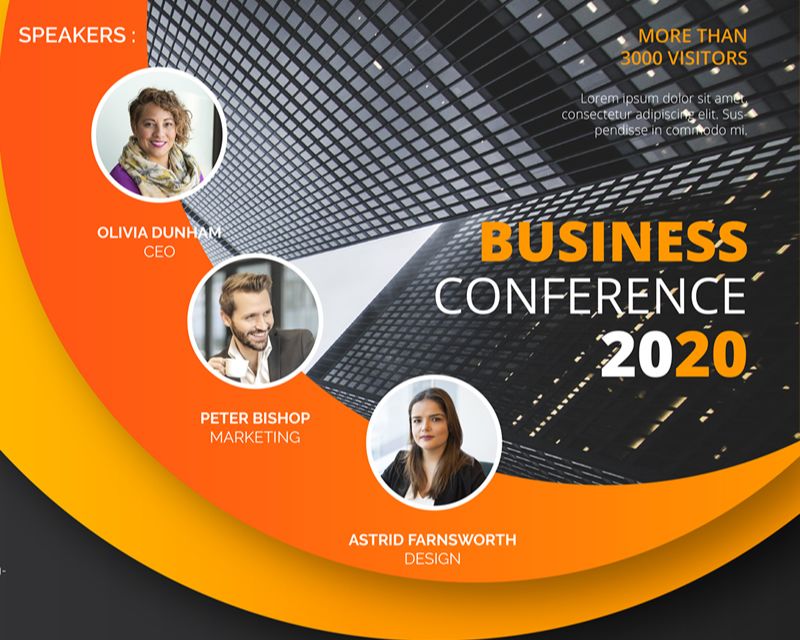 SPEAKERS :
MORE THAN
3000 VISITORS
Lorem ipsum dolor sit amet,
consectetur adipiscing elit. Sus-
pendisse in commodo mi.
OLIVIA DUNHAM
CEO
BUSINESS
CONFERENCE
2020
PETER BISHOP
MARKETING
ASTRID FARNSWORTH
DESIGN